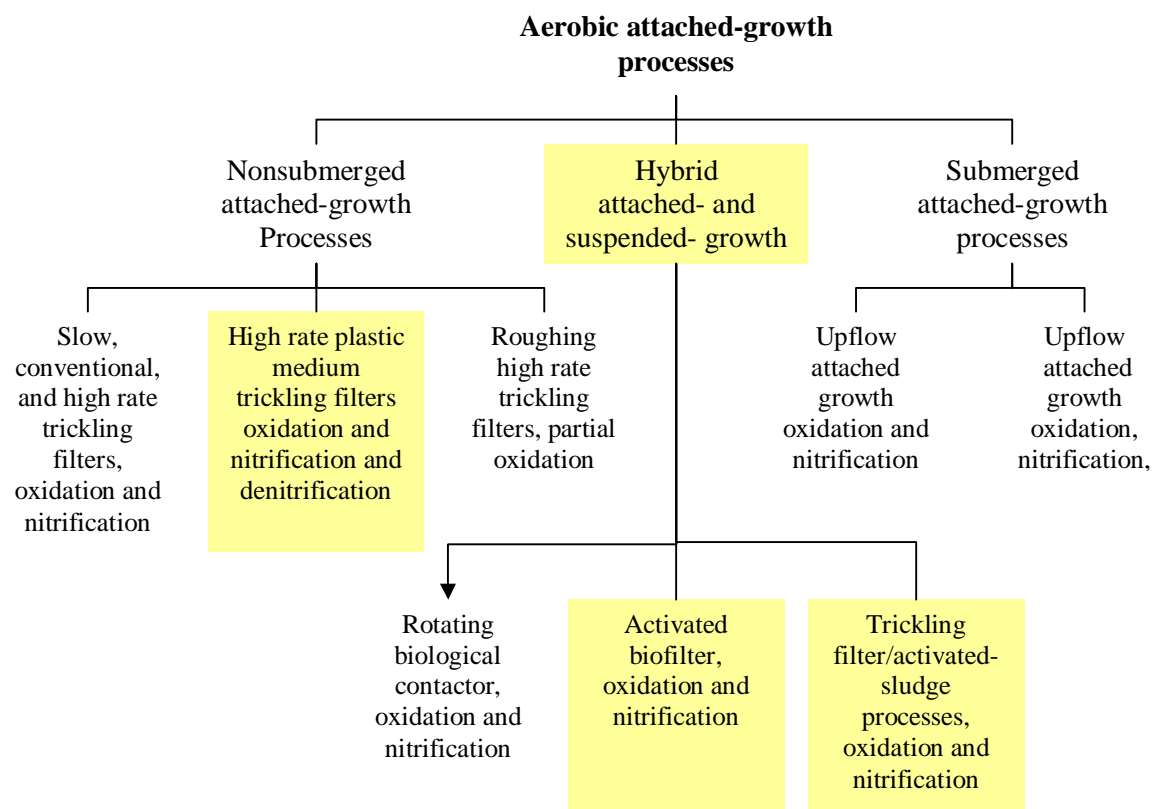 Aerobic attached-growth
processes
Nonsubmerged
attached-growth
Processes
Hybrid
attached- and
suspended- growth
Submerged
attached-growth
processes
Slow,
conventional,
and high rate
trickling
filters,
oxidation and
nitrification
High rate plastic
medium
trickling filters
oxidation and
nitrification and
denitrification
Roughing
high rate
trickling
filters, partial
oxidation
Upflow
attached
growth
oxidation and
nitrification
Upflow
attached
growth
oxidation,
nitrification,
Rotating
biological
contactor,
oxidation and
nitrification
Activated
biofilter,
oxidation and
nitrification
Trickling
filter/activated-
sludge
processes,
oxidation and
nitrification